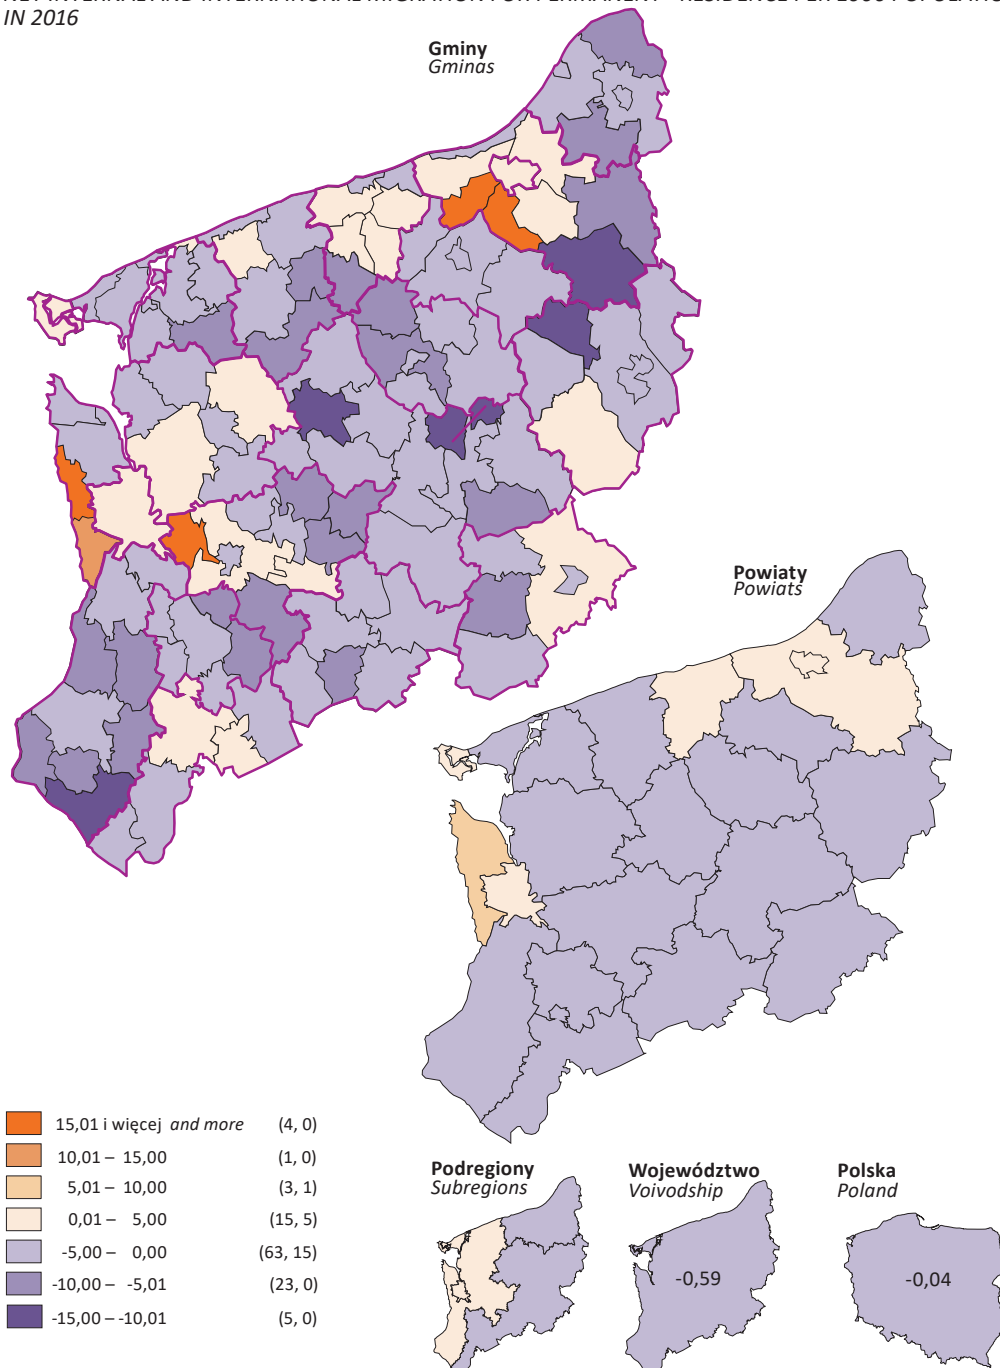 IN 2016
Gminy
Gminas
Powiaty
Powiats
15,01 i więcej and more (4, 0)
10,01 – 15,00 (1, 0)
5,01 – 10,00 (3, 1)
0,01 – 5,00 (15, 5)
-5,00 – 0,00 (63, 15)
-10,00 – -5,01 (23, 0)
-15,00 – -10,01 (5, 0)
Podregiony
Subregions
Województwo
Voivodship
Polska
Poland
-0,59
-0,04